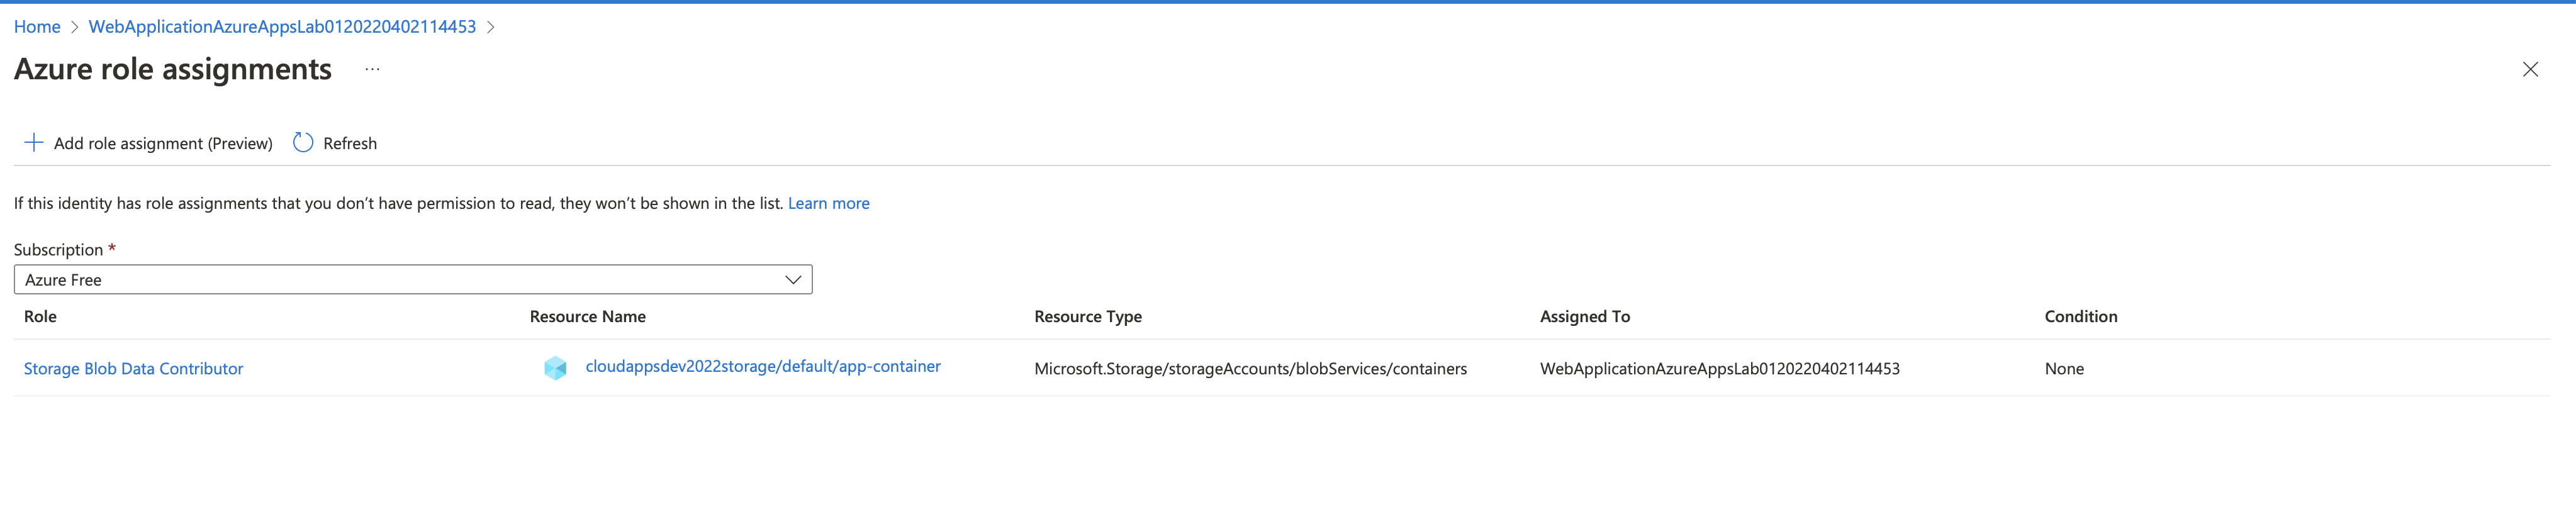 Home > WebApplicationAzureAppsLab0120220402114453 >
Azure role assignments ...
Add role assignment (Preview) Refresh
If this identity has role assignments that you don't have permission to read, they won't be shown in the list. Learn more
Subscription *
Azure Free
Role Resource Name Resource Type Assigned To Condition
Storage Blob Data Contributor cloudappsdev2022storage/default/app-container Microsoft.Storage/storageAccounts/blobServices/containers WebApplicationAzureAppsLab0120220402114453 None